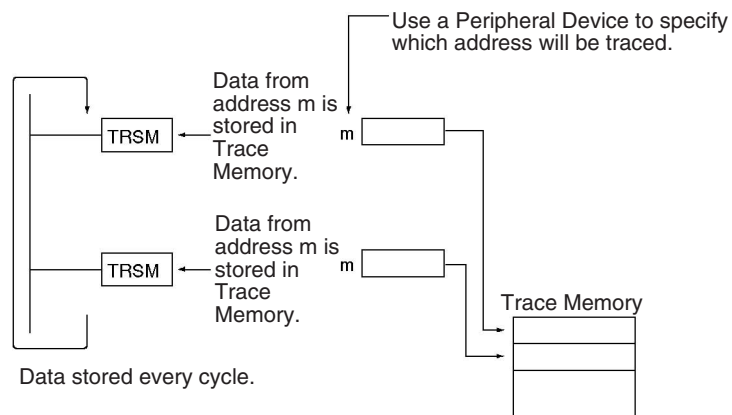 Use a Peripheral Device to specify
which address will be traced.
Data from
address m is
stored in
Trace
Memory.
TRSM
m
Data from
address m is
stored in
Trace
Memory.
TRSM
m
Trace Memory
Data stored every cycle.